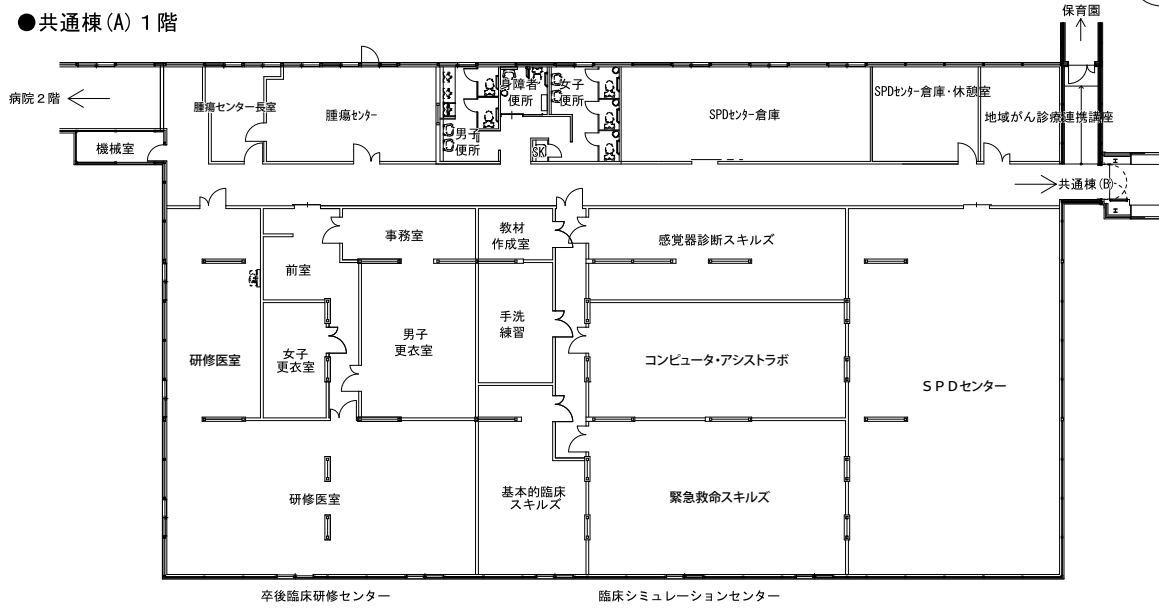 ●共通棟(A) 1階
保育園
病院2階
腫瘍センター長室
腫瘍センター
身障者
便所
女子
便所
男子
便所
SK
SPDセンター倉庫
SPDセンター倉庫・休憩室
地域がん診療連携講座
機械室
共通棟(B)
事務室
教材
作成室
感覚器診断スキルズ
前室
手洗
練習
男子
更衣室
女子
更衣室
研修医室
コンピュータ・アシストラボ
SPDセンター
研修医室
基本的臨床
スキルズ
緊急救命スキルズ
卒後臨床研修センター
臨床シミュレーションセンター